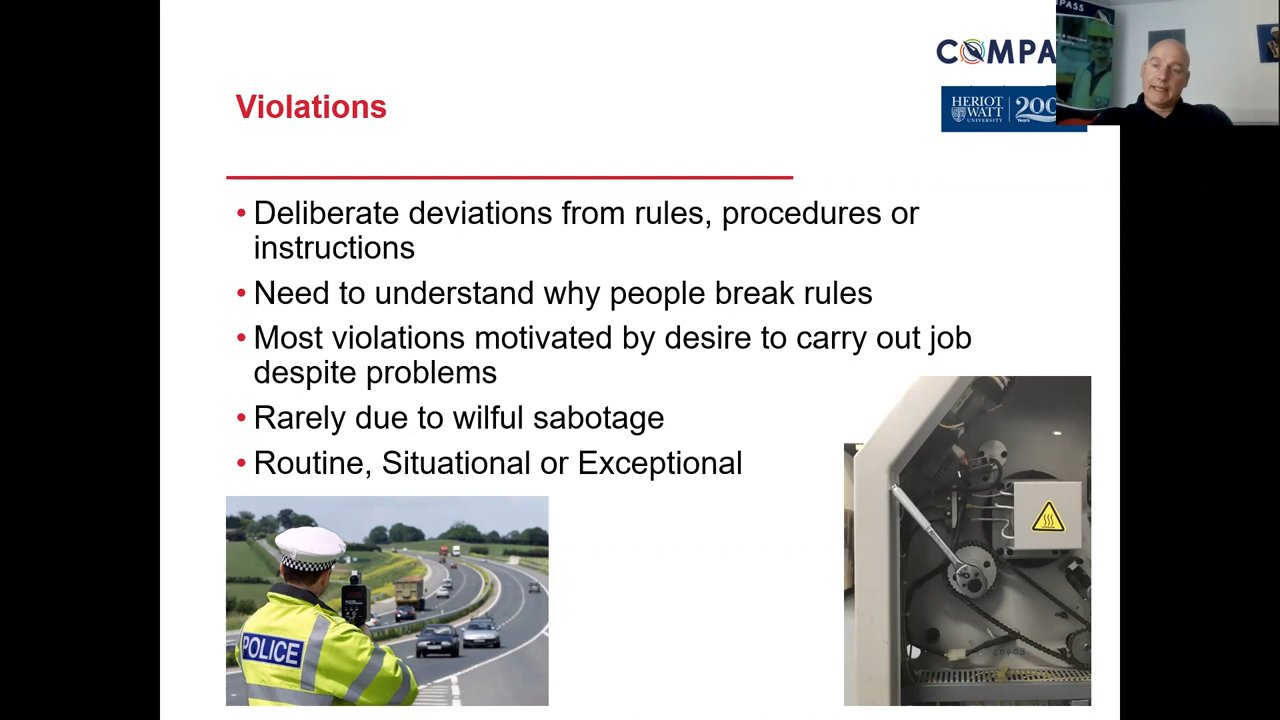 COMPA
HERIOT
WATT
UNIVERSITY
200
Years
PASS
Violations
• Deliberate deviations from rules, procedures or
instructions
• Need to understand why people break rules
• Most violations motivated by desire to carry out job
despite problems
• Rarely due to wilful sabotage
• Routine, Situational or Exceptional
POLICE